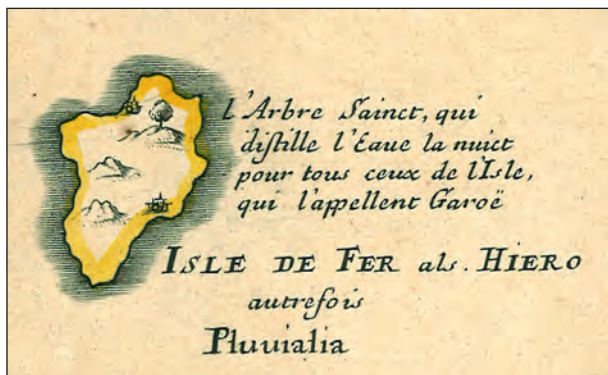 l'Arbre Sainct, qui
distille l'Eaue la nuict
pour tous ceux de l'Isle,
qui l'appellent Garoë
ISLE DE FER als. HIERO
autrefois
Pluuialia